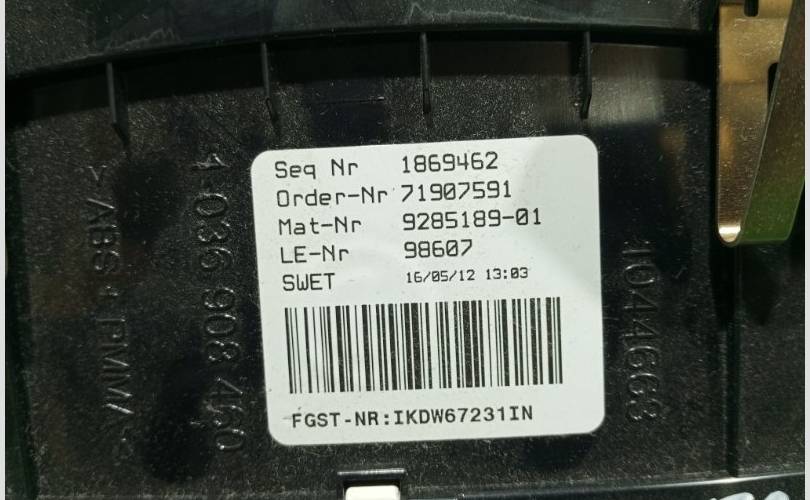 Seq Nr 1869462
Order-Nr 71907591
Mat-Nr 9285189-01
LE-Nr 98607
SWET 16/05/12 13:03
FGST-NR:IKDW67231IN
>ABS+PMMA<
1 036 908 460
1044663